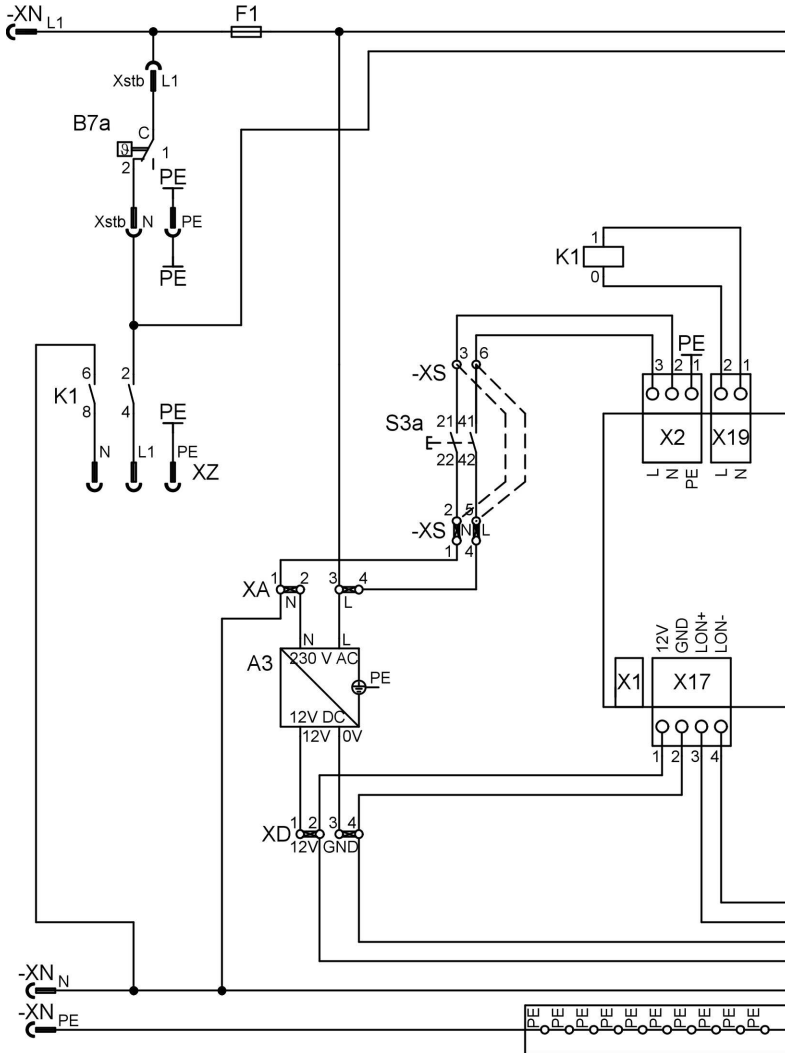 -XN L1 F1
Xstb L1
B7a
C
ϑ 1
2 PE
Xstb N PE
PE
1
K1
0
3 6 3 2 PE 1 2 1
-XS
6 2
K1
8 4 PE
S3a 21 41
22 42
X2 X19
N L1 PE XZ
L N PE L N
2 5
-XS N L
1 4
XA 1 2 3 4
N L
N L
A3 230 V AC
PE
12V DC
12V 0V
12V GND LON+ LON-
X1 X17
1 2 3 4
XD 1 2 3 4
12V GND
-XN N
-XN PE
PE PE PE PE PE PE PE PE PE PE